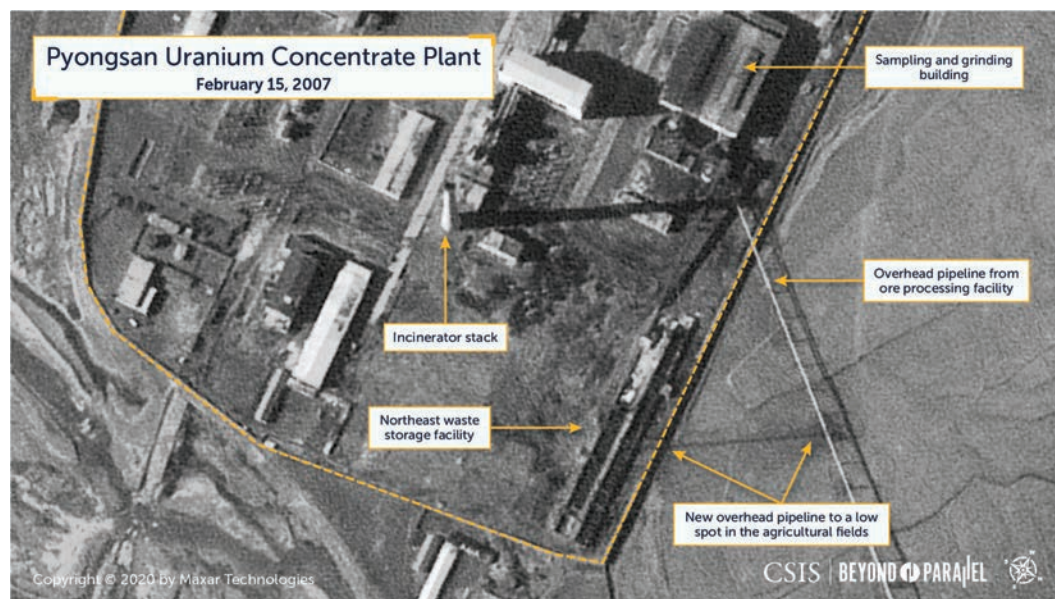 Pyongsan Uranium Concentrate Plant
February 15, 2007
Sampling and grinding
building
Overhead pipeline from
ore processing facility
Incinerator stack
Northeast waste
storage facility
New overhead pipeline to a low
spot in the agricultural fields
Copyright © 2020 by Maxar Technologies
CSIS | BEYOND PARALLEL